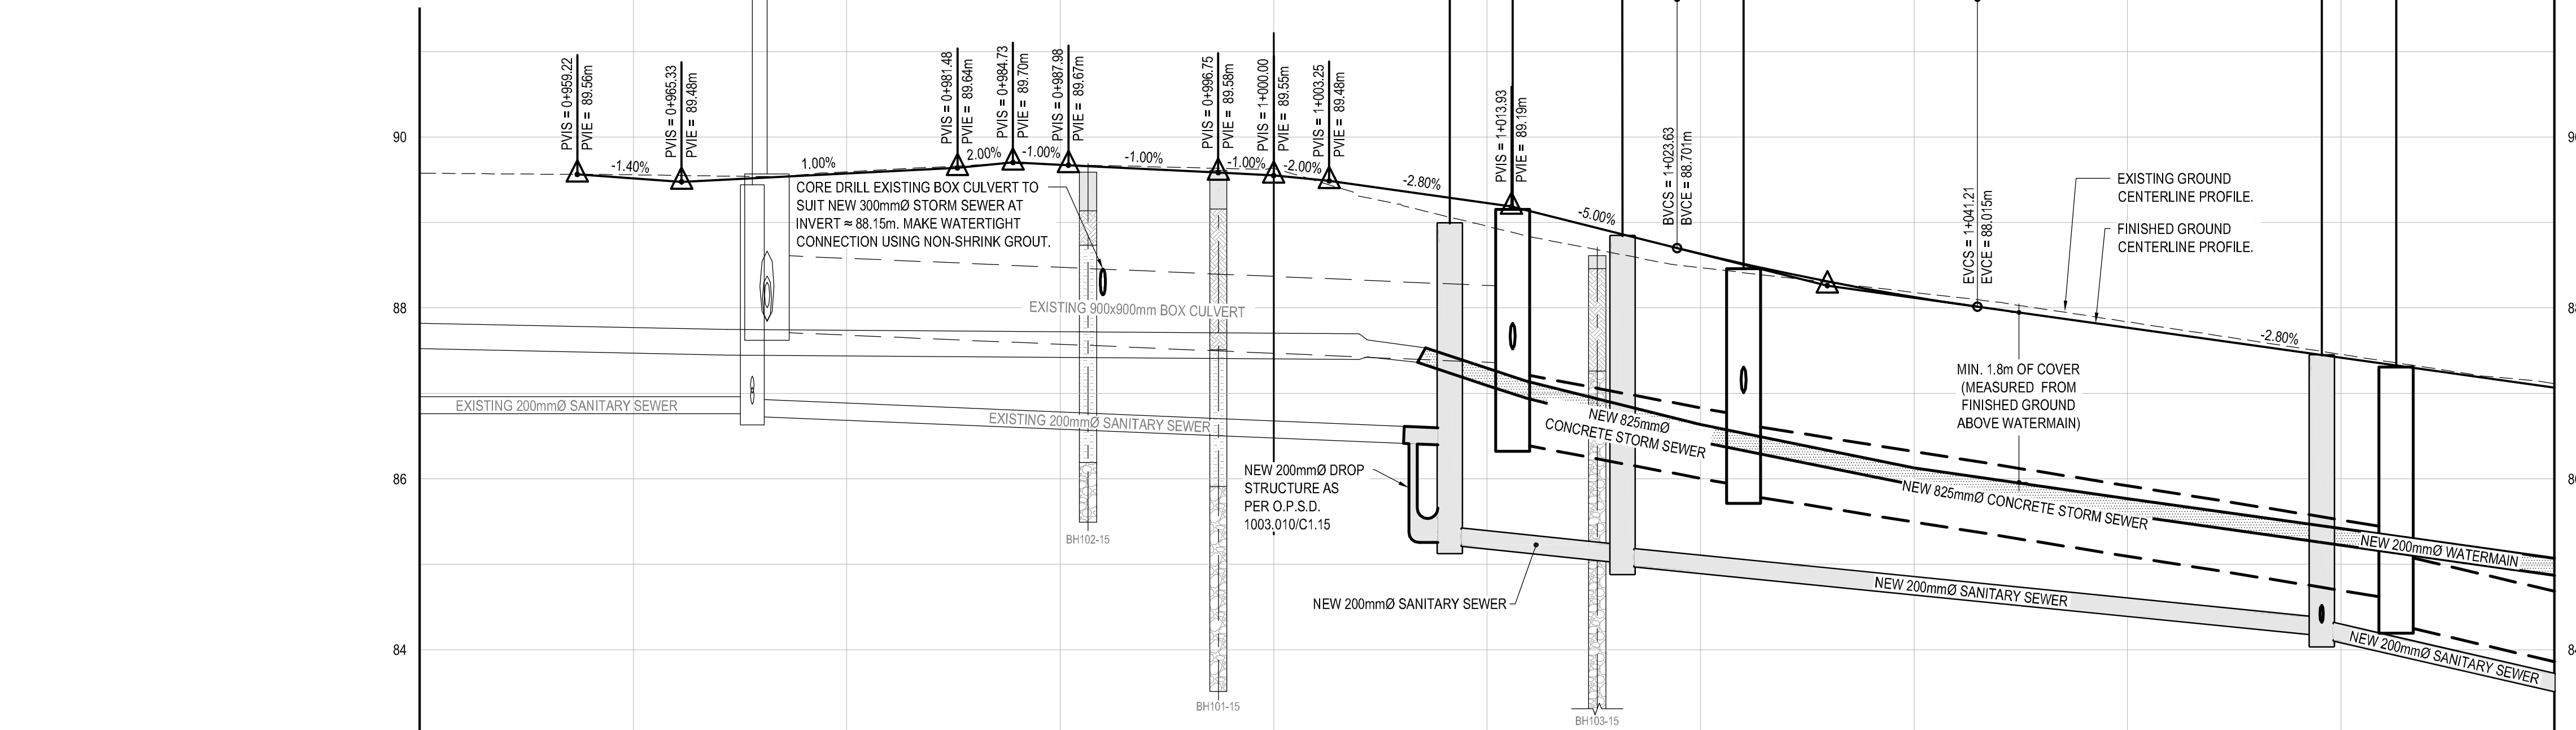 PVIS = 0+959.22
PVIE = 89.56m
PVIS = 0+965.33
PVIE = 89.48m
PVIS = 0+981.48
PVIE = 89.64m
PVIS = 0+984.73
PVIE = 89.70m
PVIS = 0+987.98
PVIE = 89.67m
PVIS = 0+996.75
PVIE = 89.58m
PVIS = 1+000.00
PVIE = 89.55m
PVIS = 1+003.25
PVIE = 89.48m
PVIS = 1+013.93
PVIE = 89.19m
BVCS = 1+023.63
BVCE = 88.701m
EVCS = 1+041.21
EVCE = 88.015m
90
-1.40%
1.00%
2.00%
-1.00%
-1.00%
-1.00%
-2.00%
-2.80%
-5.00%
-2.80%
CORE DRILL EXISTING BOX CULVERT TO
SUIT NEW 300mmØ STORM SEWER AT
INVERT ≈ 88.15m. MAKE WATERTIGHT
CONNECTION USING NON-SHRINK GROUT.
EXISTING GROUND
CENTERLINE PROFILE.
FINISHED GROUND
CENTERLINE PROFILE.
88
EXISTING 900x900mm BOX CULVERT
MIN. 1.8m OF COVER
(MEASURED FROM
FINISHED GROUND
ABOVE WATERMAIN)
EXISTING 200mmØ SANITARY SEWER
EXISTING 200mmØ SANITARY SEWER
NEW 825mmØ
CONCRETE STORM SEWER
86
NEW 200mmØ DROP
STRUCTURE AS
PER O.P.S.D.
1003.010/C1.15
NEW 825mmØ CONCRETE STORM SEWER
BH102-15
NEW 200mmØ WATERMAIN
NEW 200mmØ SANITARY SEWER
NEW 200mmØ SANITARY SEWER
84
NEW 200mmØ SANITARY SEWER
BH101-15
BH103-15